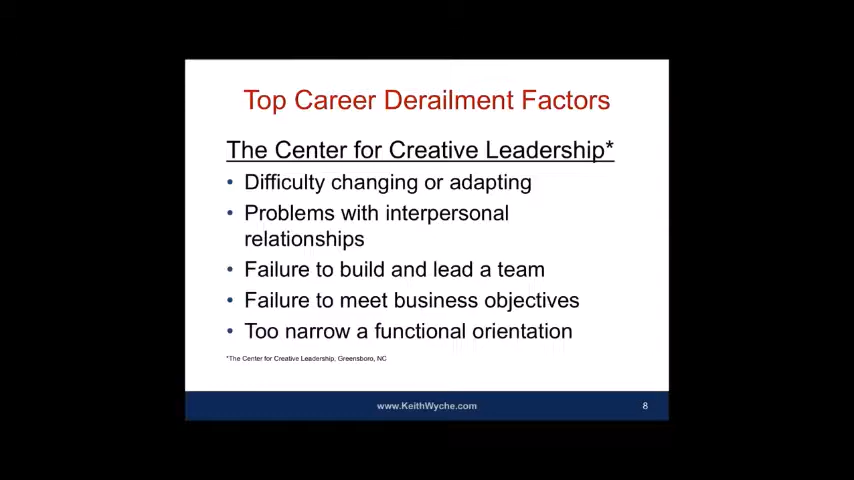 Top Career Derailment Factors
The Center for Creative Leadership*
• Difficulty changing or adapting
• Problems with interpersonal
relationships
• Failure to build and lead a team
• Failure to meet business objectives
• Too narrow a functional orientation
*The Center for Creative Leadership, Greensboro, NC
www.KeithWyche.com 8